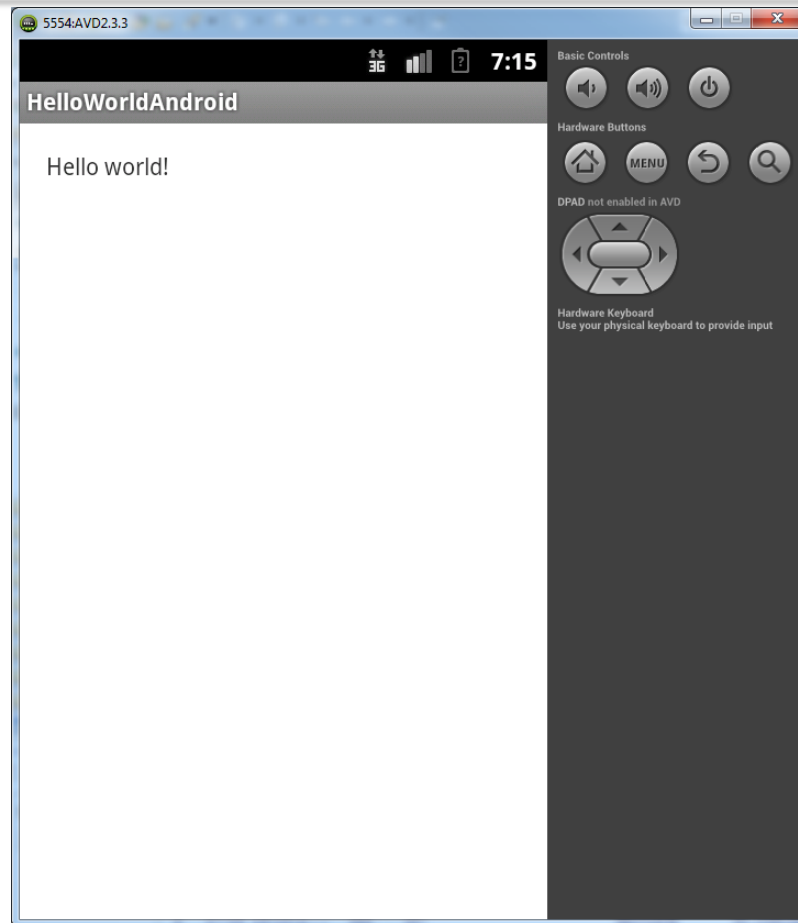 5554:AVD2.3.3
3G
?
7:15
HelloWorldAndroid
Hello world!
Basic Controls
Hardware Buttons
MENU
DPAD not enabled in AVD
Hardware Keyboard
Use your physical keyboard to provide input